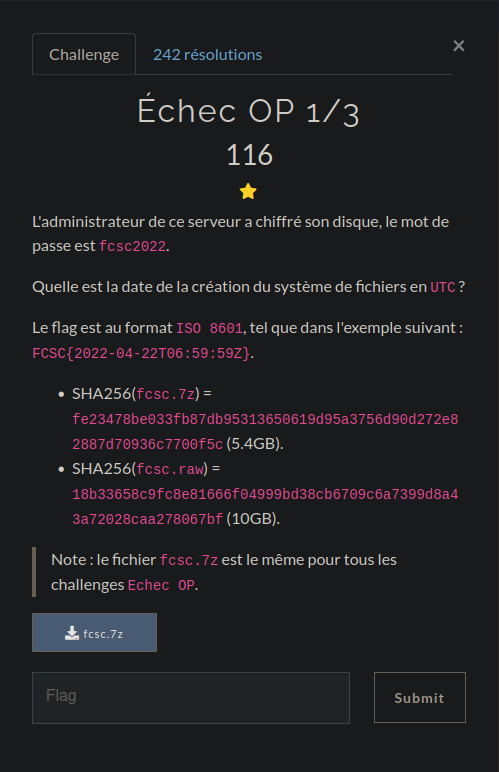 Challenge
242 résolutions
×
Échec OP 1/3
116
L'administrateur de ce serveur a chiffré son disque, le mot de
passe est fcsc2022.
Quelle est la date de la création du système de fichiers en UTC ?
Le flag est au format ISO 8601, tel que dans l'exemple suivant :
FCSC{2022-04-22T06:59:59Z}.
• SHA256(fcsc.7z) =
fe23478be033fb87db95313650619d95a3756d90d272e8
2887d70936c7700f5c (5.4GB).
• SHA256(fcsc.raw) =
18b33658c9fc8e81666f04999bd38cb6709c6a7399d8a4
3a72028caa278067bf (10GB).
Note : le fichier fcsc.7z est le même pour tous les
challenges Echec OP.
fcsc.7z
Flag
Submit